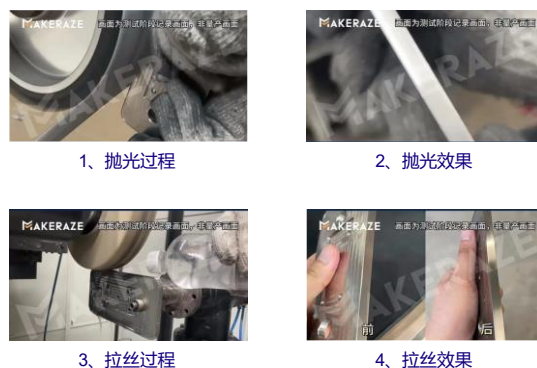 MAKERAZE 画面为测试阶段记录画面，非量产画面
MAKERAZE 画面为测试阶段记录画面，非量产画面
1、抛光过程
2、抛光效果
MAKERAZE 画面为测试阶段记录画面，非量产画面
MAKERAZE 画面为测试阶段记录画面，非量产画面
前
后
3、拉丝过程
4、拉丝效果